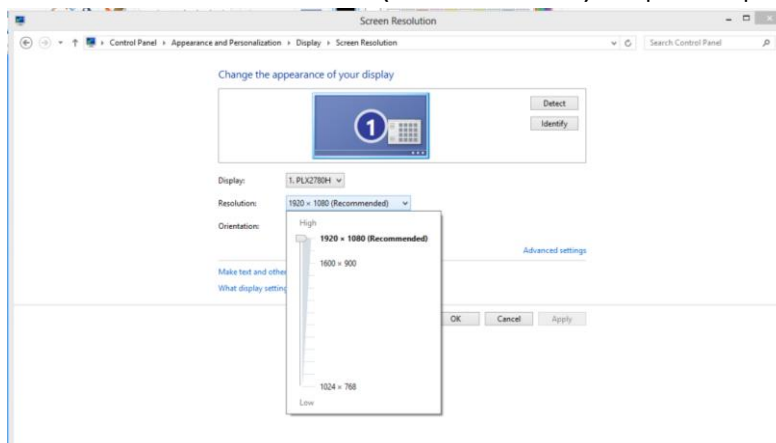 Screen Resolution
Control Panel Appearance and Personalization Display Screen Resolution Search Control Panel
Change the appearance of your display
1
Detect
Identify
Display: 1. PLX2780H
Resolution: 1920 × 1080 (Recommended)
Orientation:
High
1920 × 1080 (Recommended)
1600 × 900
1024 × 768
Low
Advanced settings
Make text and other
What display setting
OK Cancel Apply